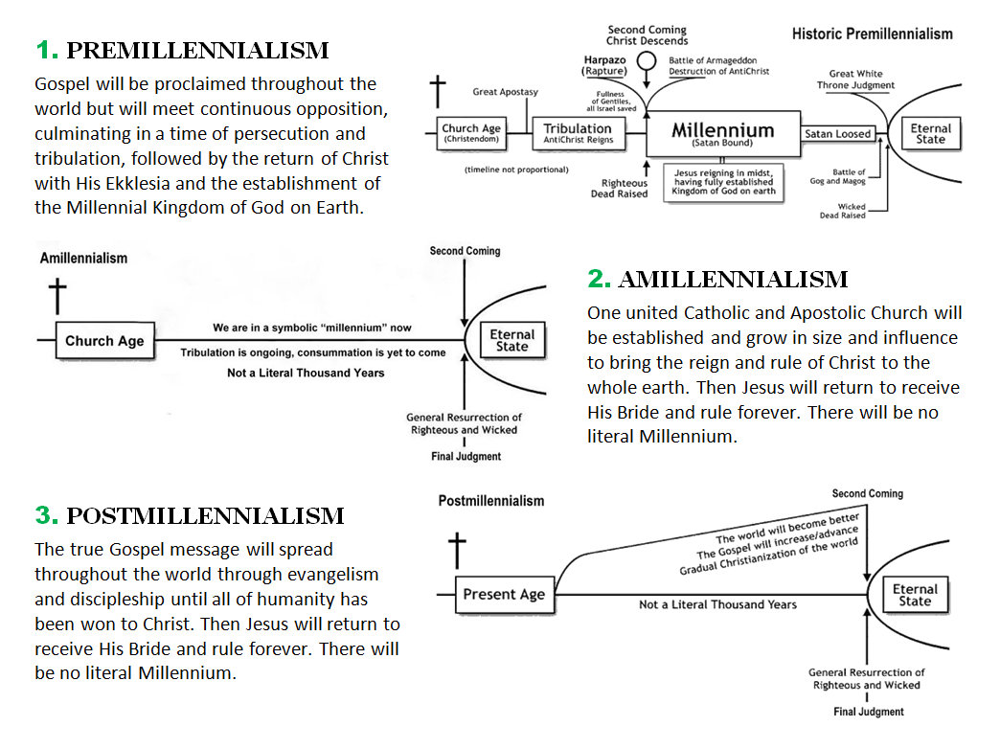 1. PREMILLENNIALISM
Gospel will be proclaimed throughout the
world but will meet continuous opposition,
culminating in a time of persecution and
tribulation, followed by the return of Christ
with His Ekklesia and the establishment of
the Millennial Kingdom of God on Earth.
Historic Premillennialism
Second Coming
Christ Descends
Harpazo
(Rapture)
Battle of Armageddon
Destruction of AntiChrist
Great Apostasy
Fullness
of Gentiles,
all Israel saved
Great White
Throne Judgment
Church Age
(Christendom)
Tribulation
AntiChrist Reigns
Millennium
(Satan Bound)
Satan Loosed
Eternal
State
(timeline not proportional)
Righteous
Dead Raised
Jesus reigning in midst,
having fully established
Kingdom of God on earth
Battle of
Gog and Magog
Wicked
Dead Raised
Amillennialism
Second Coming
Church Age
We are in a symbolic “millennium” now
Tribulation is ongoing, consummation is yet to come
Not a Literal Thousand Years
Eternal
State
General Resurrection of
Righteous and Wicked
Final Judgment
2. AMILLENNIALISM
One united Catholic and Apostolic Church will
be established and grow in size and influence
to bring the reign and rule of Christ to the
whole earth. Then Jesus will return to receive
His Bride and rule forever. There will be no
literal Millennium.
3. POSTMILLENNIALISM
The true Gospel message will spread
throughout the world through evangelism
and discipleship until all of humanity has
been won to Christ. Then Jesus will return to
receive His Bride and rule forever. There will
be no literal Millennium.
Postmillennialism
Second Coming
The world will become better
The Gospel will increase/advance
Gradual Christianization of the world
Present Age
Not a Literal Thousand Years
Eternal
State
General Resurrection of
Righteous and Wicked
Final Judgment